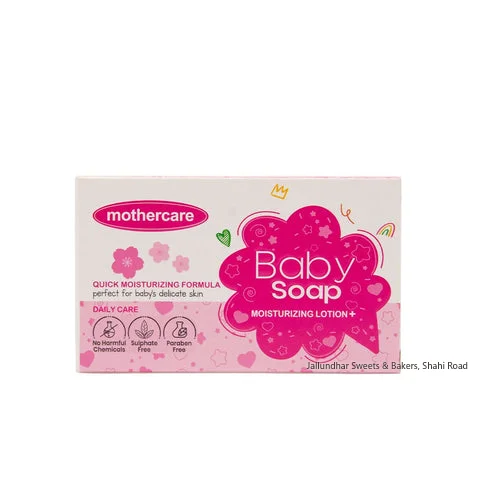 mothercare
Baby
Soap
MOISTURIZING LOTION+
QUICK MOISTURIZING FORMULA
perfect for baby's delicate skin
DAILY CARE
No Harmful
Chemicals
Sulphate
Free
Paraben
Free
Jallundhar Sweets & Bakers, Shahi Road